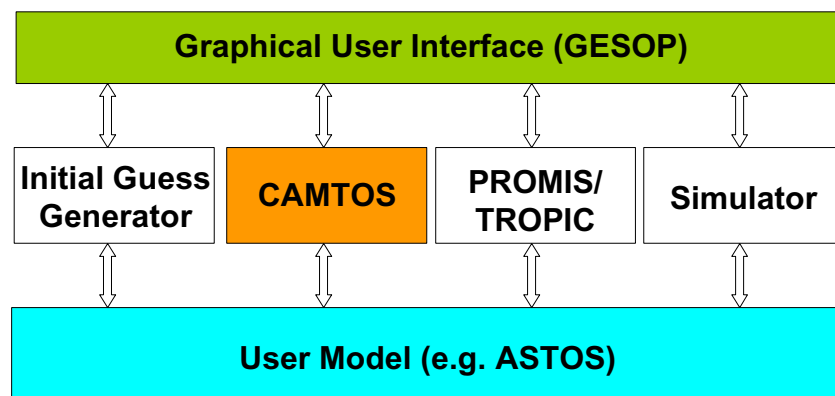 Graphical User Interface (GESOP)
Initial Guess
Generator
CAMTOS
PROMIS/
TROPIC
Simulator
User Model (e.g. ASTOS)